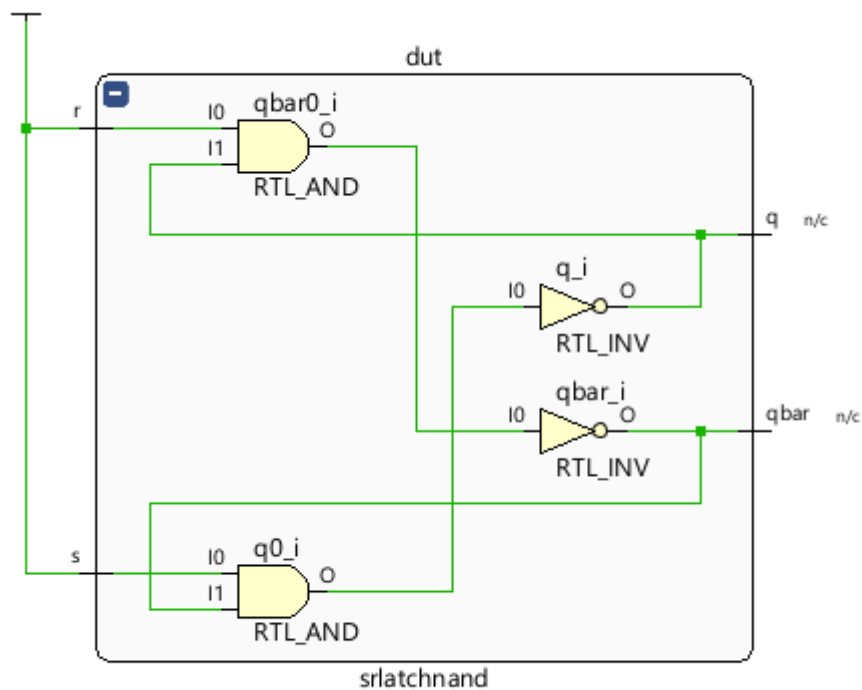 dut
qbar0_i
r
I0
O
I1
RTL_AND
q n/c
q_i
I0
O
RTL_INV
qbar_i
I0
O
qbar n/c
RTL_INV
q0_i
s
I0
O
I1
RTL_AND
srlatchnand